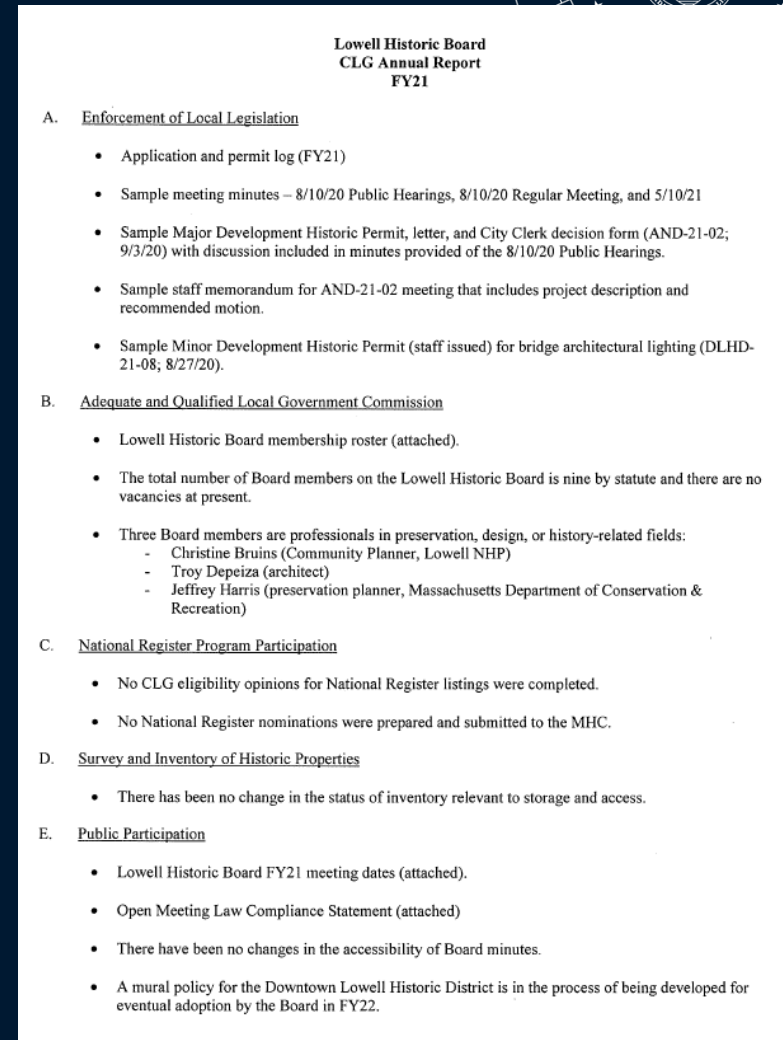 Lowell Historic Board
CLG Annual Report
FY21
A. Enforcement of Local Legislation
• Application and permit log (FY21)
• Sample meeting minutes – 8/10/20 Public Hearings, 8/10/20 Regular Meeting, and 5/10/21
• Sample Major Development Historic Permit, letter, and City Clerk decision form (AND-21-02;
9/3/20) with discussion included in minutes provided of the 8/10/20 Public Hearings.
• Sample staff memorandum for AND-21-02 meeting that includes project description and
recommended motion.
• Sample Minor Development Historic Permit (staff issued) for bridge architectural lighting (DLHD-
21-08; 8/27/20).
B. Adequate and Qualified Local Government Commission
• Lowell Historic Board membership roster (attached).
• The total number of Board members on the Lowell Historic Board is nine by statute and there are no
vacancies at present.
• Three Board members are professionals in preservation, design, or history-related fields:
- Christine Bruins (Community Planner, Lowell NHP)
- Troy Depeiza (architect)
- Jeffrey Harris (preservation planner, Massachusetts Department of Conservation &
Recreation)
C. National Register Program Participation
• No CLG eligibility opinions for National Register listings were completed.
• No National Register nominations were prepared and submitted to the MHC.
D. Survey and Inventory of Historic Properties
• There has been no change in the status of inventory relevant to storage and access.
E. Public Participation
• Lowell Historic Board FY21 meeting dates (attached).
• Open Meeting Law Compliance Statement (attached)
• There have been no changes in the accessibility of Board minutes.
• A mural policy for the Downtown Lowell Historic District is in the process of being developed for
eventual adoption by the Board in FY22.